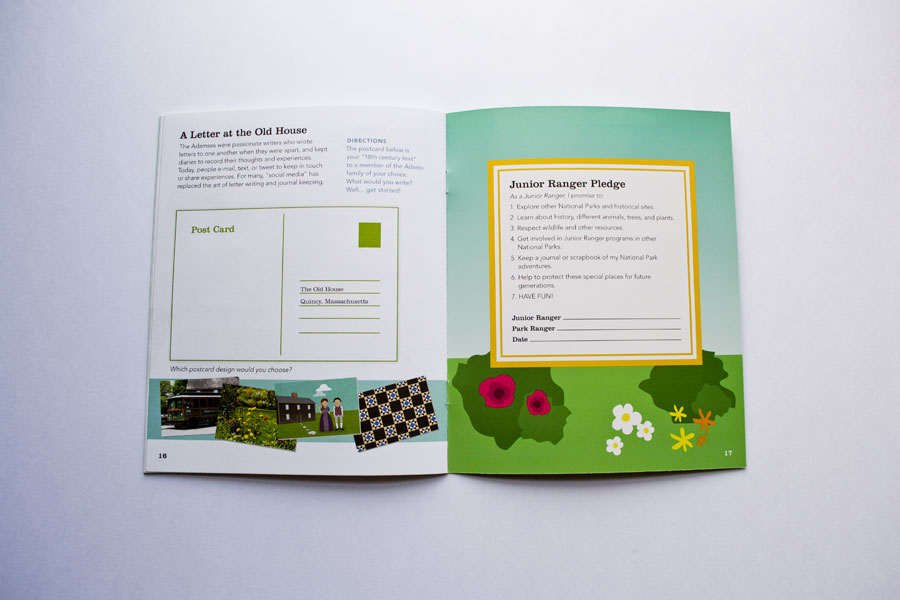 A Letter at the Old House
The Adamses were passionate writers who wrote
letters to one another when they were apart, and kept
diaries to record their thoughts and experiences.
Today, people e-mail, text, or tweet to keep in touch
or share experiences. For many, "social media" has
replaced the art of letter writing and journal keeping.
DIRECTIONS
The postcard below is
your "18th century text"
to a member of the Adams
family of your choice.
What would you write?
Well... get started!
Post Card
The Old House
Quincy, Massachusetts
Which postcard design would you choose?
16
Junior Ranger Pledge
As a Junior Ranger, I promise to:
1. Explore other National Parks and historical sites.
2. Learn about history, different animals, trees, and plants.
3. Respect wildlife and other resources.
4. Get involved in Junior Ranger programs in other
National Parks.
5. Keep a journal or scrapbook of my National Park
adventures.
6. Help to protect these special places for future
generations.
7. HAVE FUN!
Junior Ranger
Park Ranger
Date
17